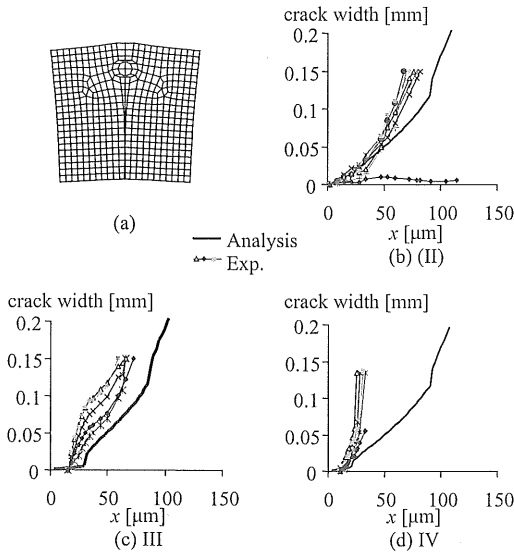 crack width [mm]
0.2
0.15
0.1
0.05
0
0 50 100 150
x [μm]
(a)
(b) (II)
Analysis
Exp.
crack width [mm]
0.2
0.15
0.1
0.05
0
0 50 100 150
x [μm]
(c) III
crack width [mm]
0.2
0.15
0.1
0.05
0
0 50 100 150
x [μm]
(d) IV